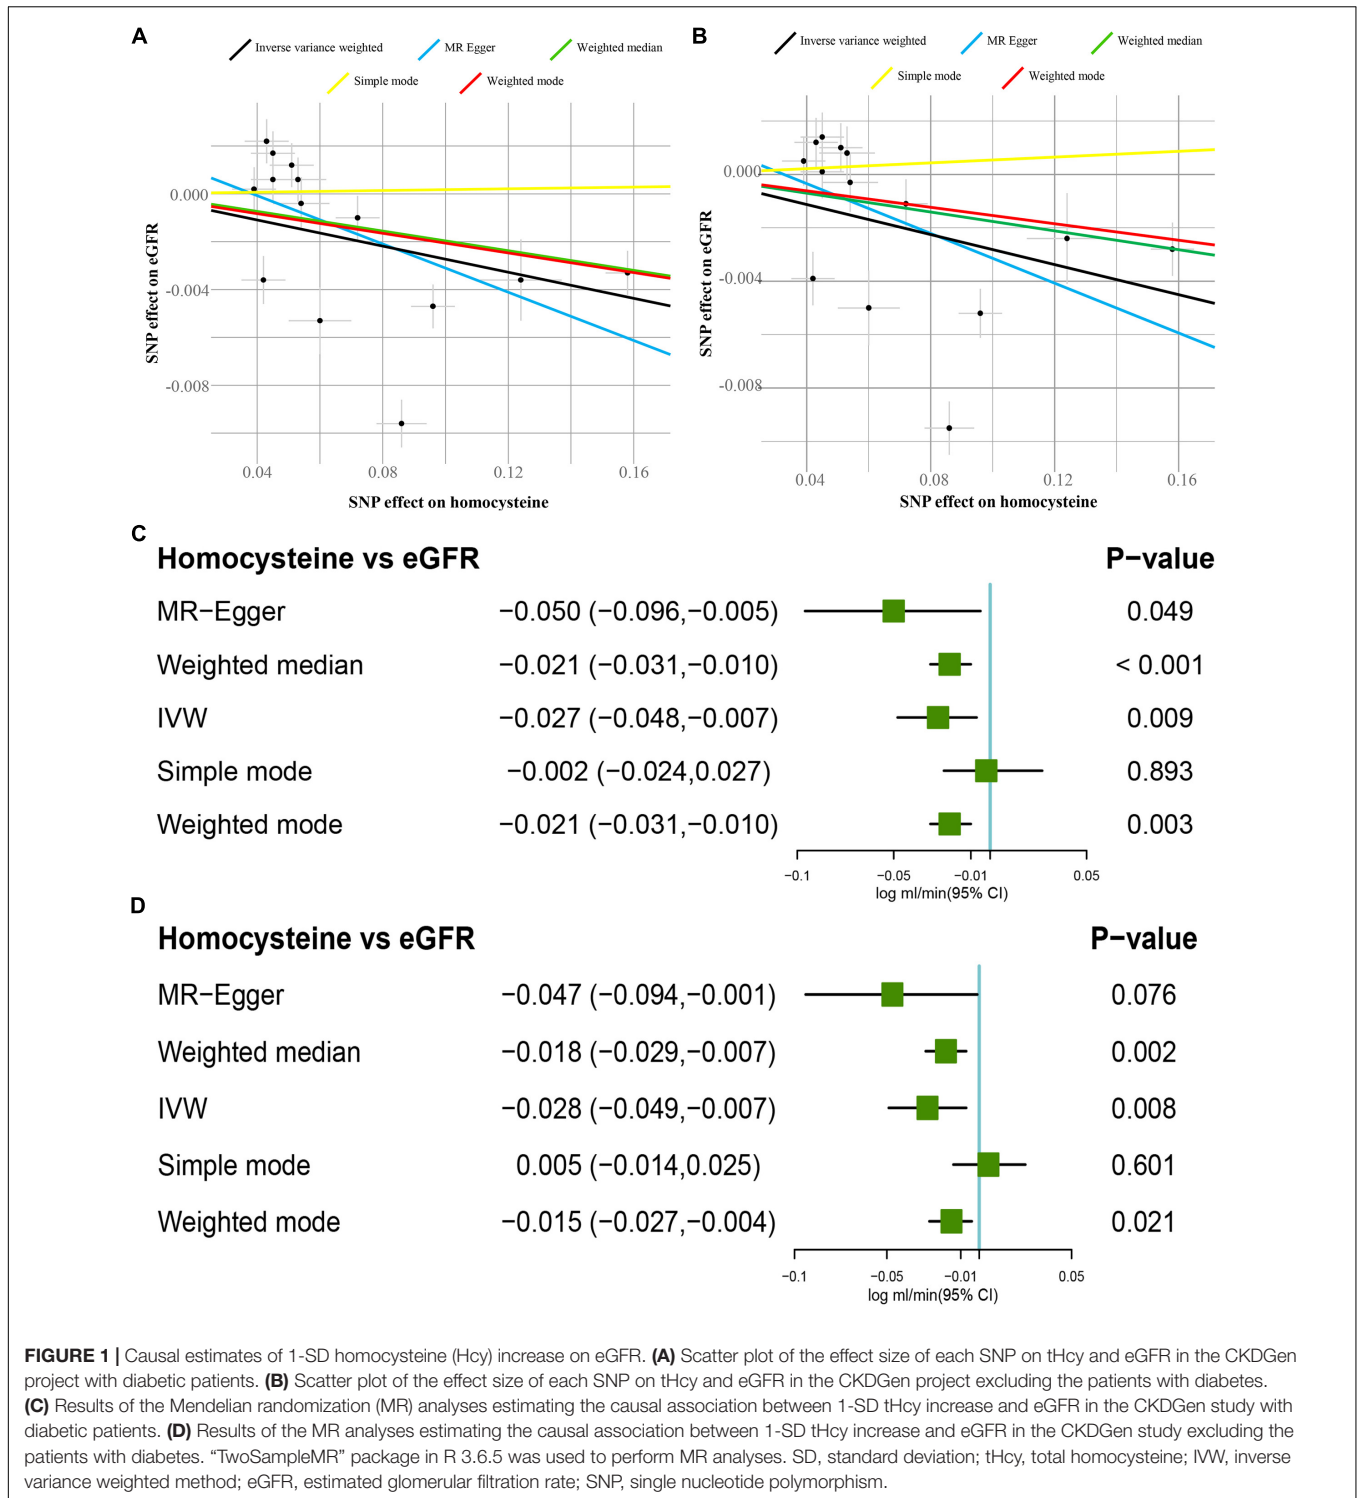 A
Inverse variance weighted MR Egger Weighted median
Simple mode Weighted mode
0.000
-0.004
-0.008
SNP effect on eGFR
0.04 0.08 0.12 0.16
SNP effect on homocysteine
B
Inverse variance weighted MR Egger Weighted median
Simple mode Weighted mode
0.000
-0.004
-0.008
SNP effect on eGFR
0.04 0.08 0.12 0.16
SNP effect on homocysteine
C
Homocysteine vs eGFR P−value
MR−Egger −0.050 (−0.096,−0.005) 0.049
Weighted median −0.021 (−0.031,−0.010) < 0.001
IVW −0.027 (−0.048,−0.007) 0.009
Simple mode −0.002 (−0.024,0.027) 0.893
Weighted mode −0.021 (−0.031,−0.010) 0.003
−0.1 −0.05 −0.01 0.05
log ml/min(95% CI)
D
Homocysteine vs eGFR P−value
MR−Egger −0.047 (−0.094,−0.001) 0.076
Weighted median −0.018 (−0.029,−0.007) 0.002
IVW −0.028 (−0.049,−0.007) 0.008
Simple mode 0.005 (−0.014,0.025) 0.601
Weighted mode −0.015 (−0.027,−0.004) 0.021
−0.1 −0.05 −0.01 0.05
log ml/min(95% CI)
FIGURE 1 | Causal estimates of 1-SD homocysteine (Hcy) increase on eGFR. (A) Scatter plot of the effect size of each SNP on tHcy and eGFR in the CKDGen
project with diabetic patients. (B) Scatter plot of the effect size of each SNP on tHcy and eGFR in the CKDGen project excluding the patients with diabetes.
(C) Results of the Mendelian randomization (MR) analyses estimating the causal association between 1-SD tHcy increase and eGFR in the CKDGen study with
diabetic patients. (D) Results of the MR analyses estimating the causal association between 1-SD tHcy increase and eGFR in the CKDGen study excluding the
patients with diabetes. “TwoSampleMR” package in R 3.6.5 was used to perform MR analyses. SD, standard deviation; tHcy, total homocysteine; IVW, inverse
variance weighted method; eGFR, estimated glomerular filtration rate; SNP, single nucleotide polymorphism.